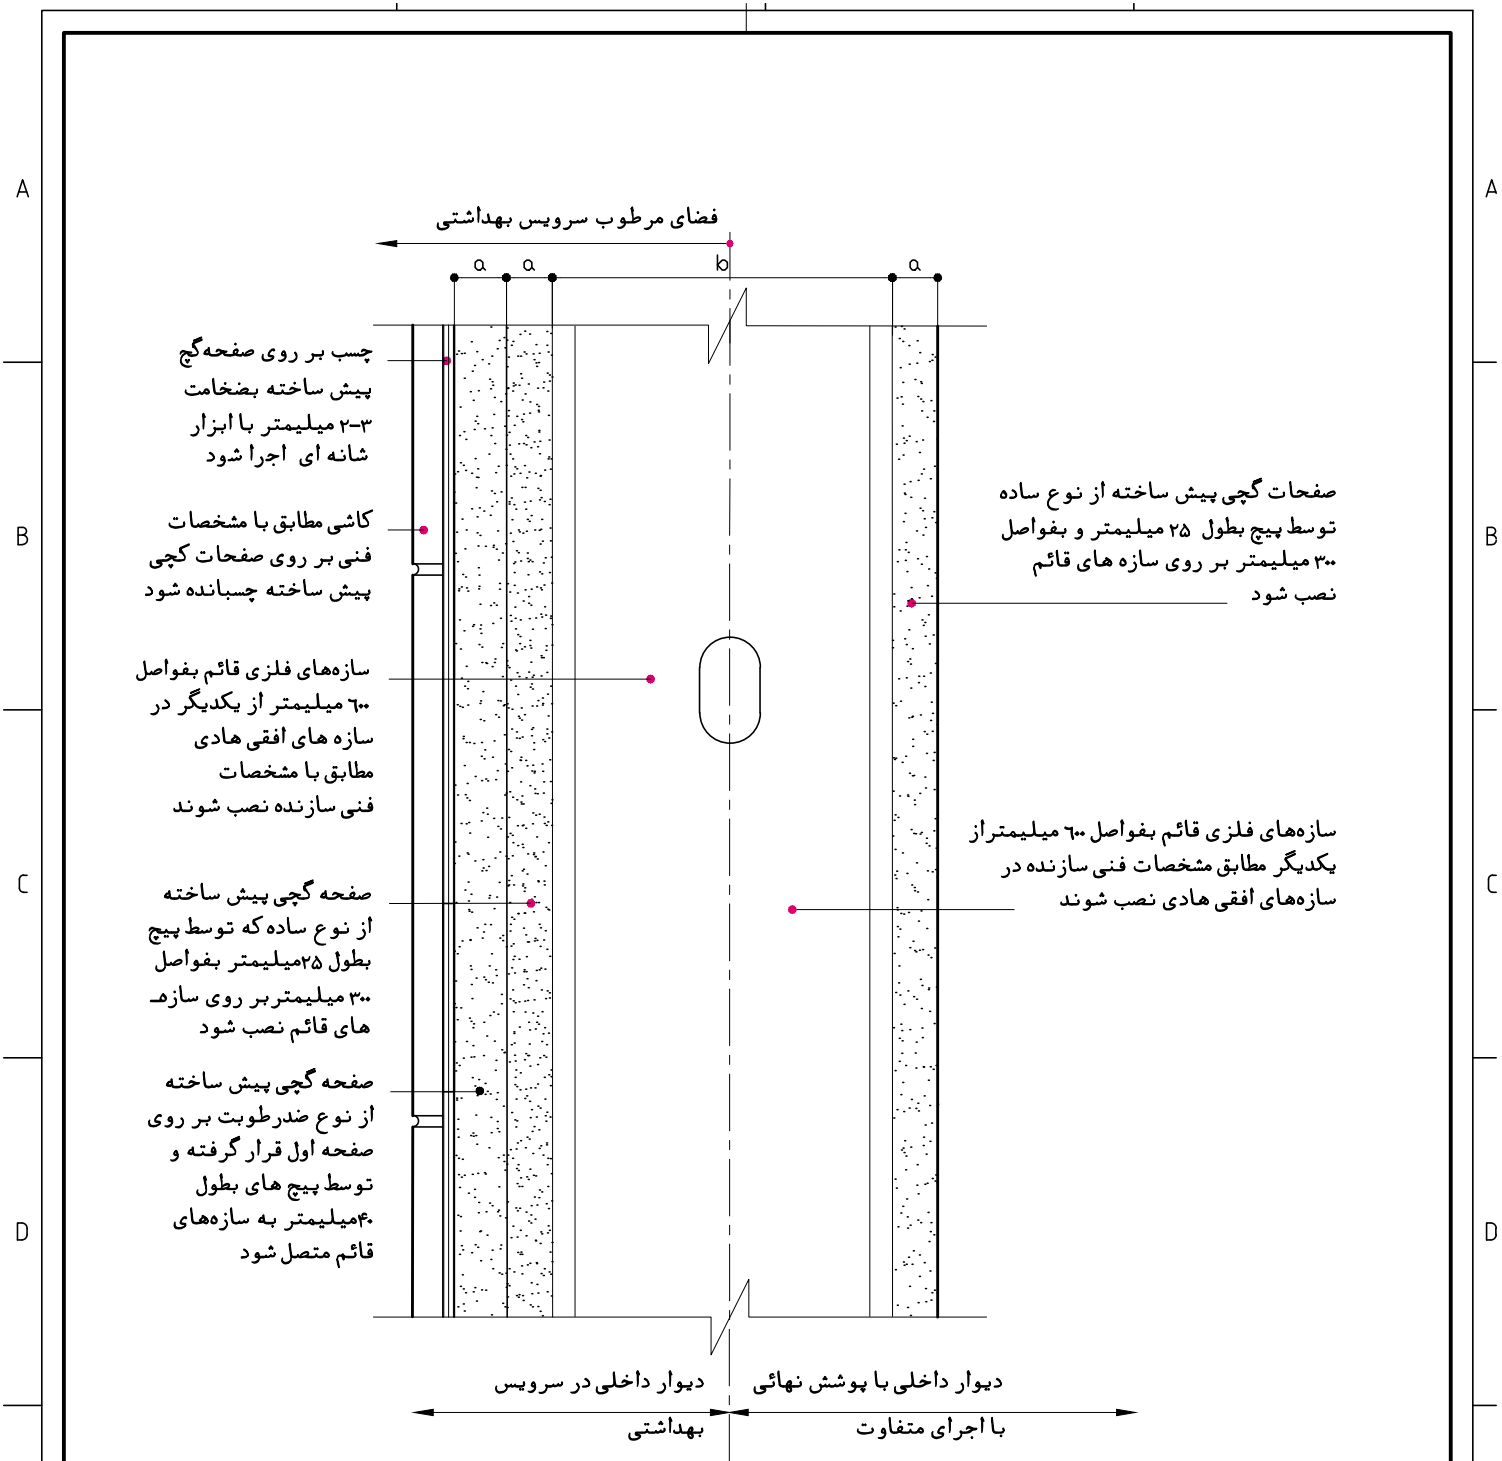 A
A
فضای مرطوب سرویس بهداشتی
a
a
b
a
چسب بر روی صفحه‌گچ
پیش ساخته بضخامت
۲-۳ میلیمتر با ابزار
شانه ای اجرا شود
صفحات گچی پیش ساخته از نوع ساده
توسط پیچ بطول ۲۵ میلیمتر و بفواصل
۳۰۰ میلیمتر بر روی سازه های قائم
نصب شود
B
B
کاشی مطابق با مشخصات
فنی بر روی صفحات کچی
پیش ساخته چسبانده شود
سازه‌های فلزی قائم بفواصل
۶۰۰ میلیمتر از یکدیگر در
سازه های افقی هادی
مطابق با مشخصات
فنی سازنده نصب شوند
سازه‌های فلزی قائم بفواصل ۶۰۰ میلیمتراز
یکدیگر مطابق مشخصات فنی سازنده در
سازه‌های افقی هادی نصب شوند
C
C
صفحه گچی پیش ساخته
از نوع ساده که توسط پیچ
بطول ۲۵میلیمتر بفواصل
۳۰۰ میلیمتربر روی سازهـ
های قائم نصب شود
صفحه گچی پیش ساخته
از نوع ضدرطوبت بر روی
صفحه اول قرار گرفته و
توسط پیچ های بطول
۴۰میلیمتر به سازه‌های
قائم متصل شود
D
D
دیوار داخلی با پوشش نهائی
با اجرای متفاوت
دیوار داخلی در سرویس
بهداشتی